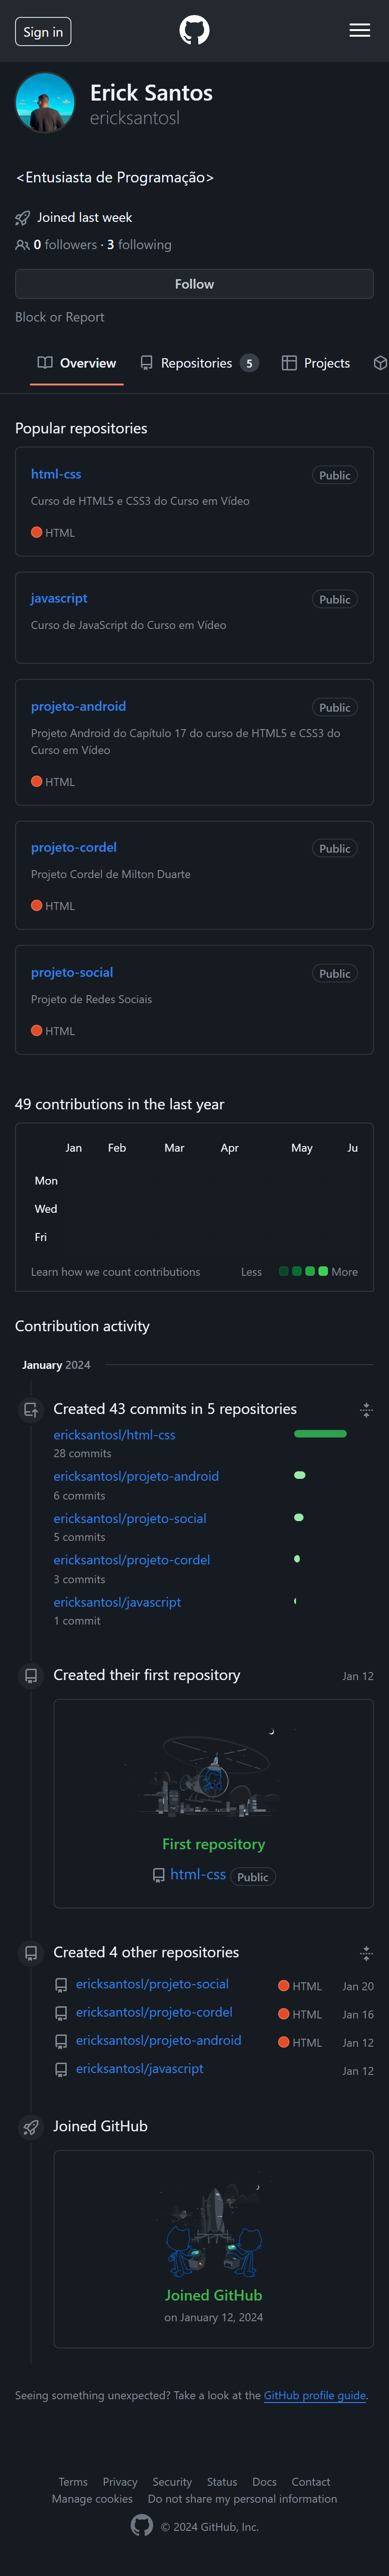 Sign in
Erick Santos
ericksantosl
<Entusiasta de Programação>
Joined last week
0 followers · 3 following
Follow
Block or Report
Overview Repositories 5 Projects
Popular repositories
html-css Public
Curso de HTML5 e CSS3 do Curso em Vídeo
HTML
javascript Public
Curso de JavaScript do Curso em Vídeo
projeto-android Public
Projeto Android do Capítulo 17 do curso de HTML5 e CSS3 do
Curso em Vídeo
HTML
projeto-cordel Public
Projeto Cordel de Milton Duarte
HTML
projeto-social Public
Projeto de Redes Sociais
HTML
49 contributions in the last year
Jan Feb Mar Apr May Ju
Mon
Wed
Fri
Learn how we count contributions Less More
Contribution activity
January 2024
Created 43 commits in 5 repositories
ericksantosl/html-css
28 commits
ericksantosl/projeto-android
6 commits
ericksantosl/projeto-social
5 commits
ericksantosl/projeto-cordel
3 commits
ericksantosl/javascript
1 commit
Created their first repository Jan 12
First repository
html-css Public
Created 4 other repositories
ericksantosl/projeto-social HTML Jan 20
ericksantosl/projeto-cordel HTML Jan 16
ericksantosl/projeto-android HTML Jan 12
ericksantosl/javascript Jan 12
Joined GitHub
Joined GitHub
on January 12, 2024
Seeing something unexpected? Take a look at the GitHub profile guide.
Terms Privacy Security Status Docs Contact
Manage cookies Do not share my personal information
© 2024 GitHub, Inc.